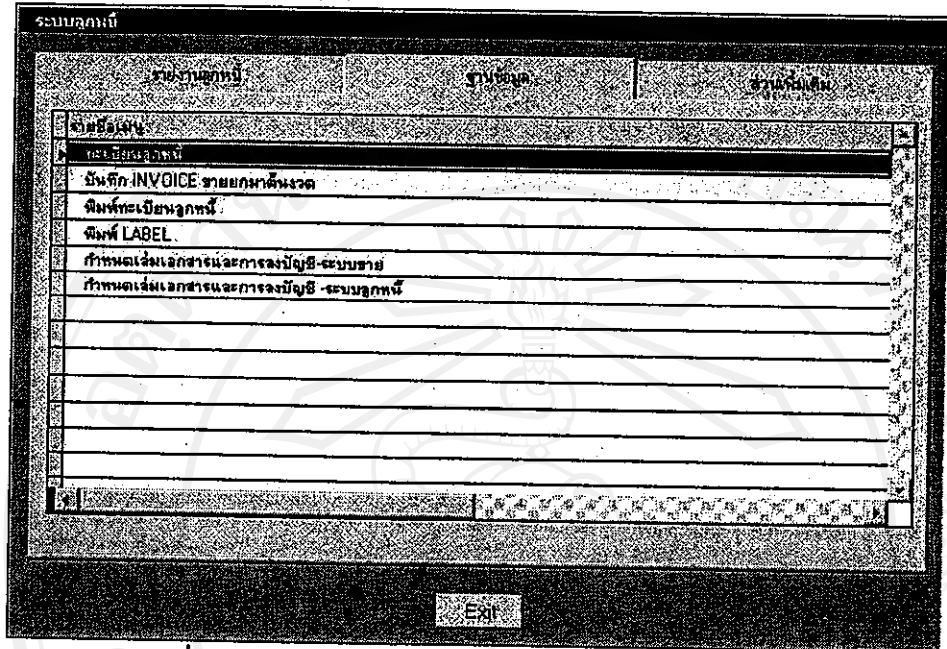 ระบบลูกหนี้
รายงานลูกหนี้ ฐานข้อมูล ส่วนเพิ่มเติม
รายชื่อเมนู
ทะเบียนลูกหนี้
บันทึก INVOICE ขายยกมาต้นงวด
พิมพ์ทะเบียนลูกหนี้
พิมพ์ LABEL
กำหนดเล่มเอกสารและการลงบัญชี-ระบบขาย
กำหนดเล่มเอกสารและการลงบัญชี -ระบบลูกหนี้
Exit